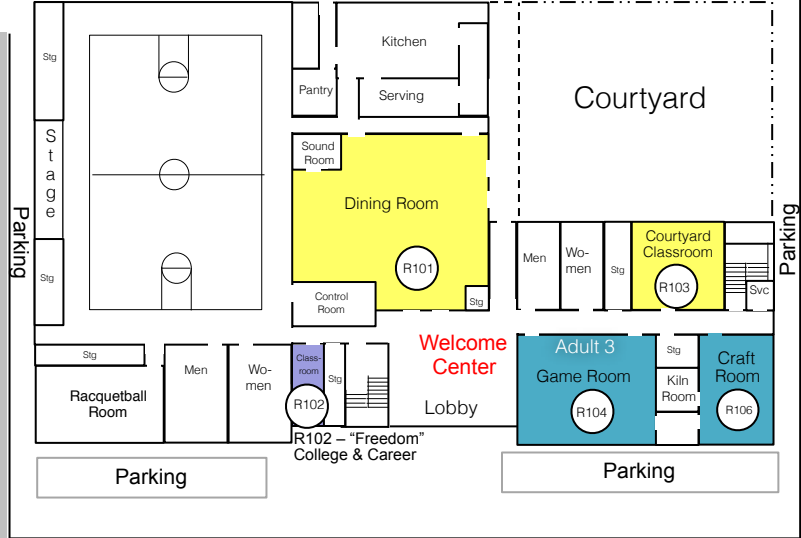 Stg
Kitchen
Pantry
Serving
Courtyard
Stage
Sound
Room
Dining Room
R101
Parking
Parking
Courtyard
Classroom
R103
Men
Wo-
men
Stg
Svc
Stg
Control
Room
Stg
Welcome
Center
Lobby
Stg
Racquetball
Room
Men
Wo-
men
Class-
room
R102
Stg
Adult 3
Game Room
R104
Stg
Kiln
Room
Craft
Room
R106
R102 – “Freedom”
College & Career
Parking
Parking